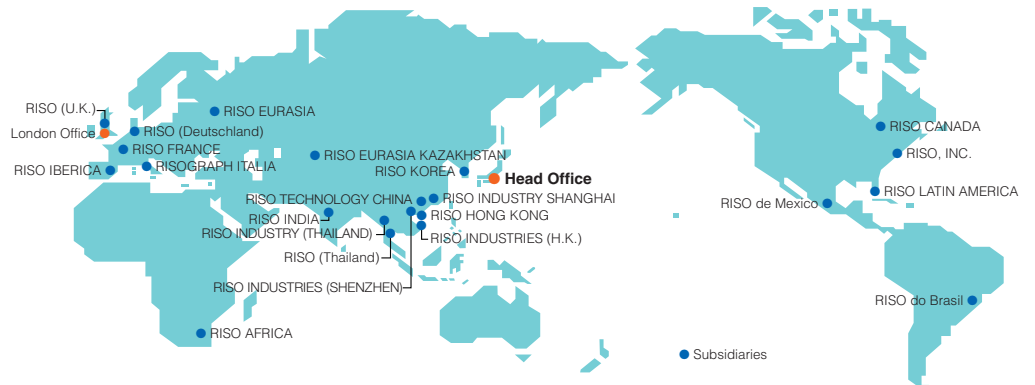 RISO (U.K.)
London Office
RISO EURASIA
RISO (Deutschland)
RISO FRANCE
RISO IBERICA
RISOGRAPH ITALIA
RISO EURASIA KAZAKHSTAN
RISO KOREA
Head Office
RISO TECHNOLOGY CHINA
RISO INDUSTRY SHANGHAI
RISO INDIA
RISO HONG KONG
RISO INDUSTRY (THAILAND)
RISO INDUSTRIES (H.K.)
RISO (Thailand)
RISO INDUSTRIES (SHENZHEN)
RISO AFRICA
RISO CANADA
RISO, INC.
RISO LATIN AMERICA
RISO de Mexico
RISO do Brasil
Subsidiaries